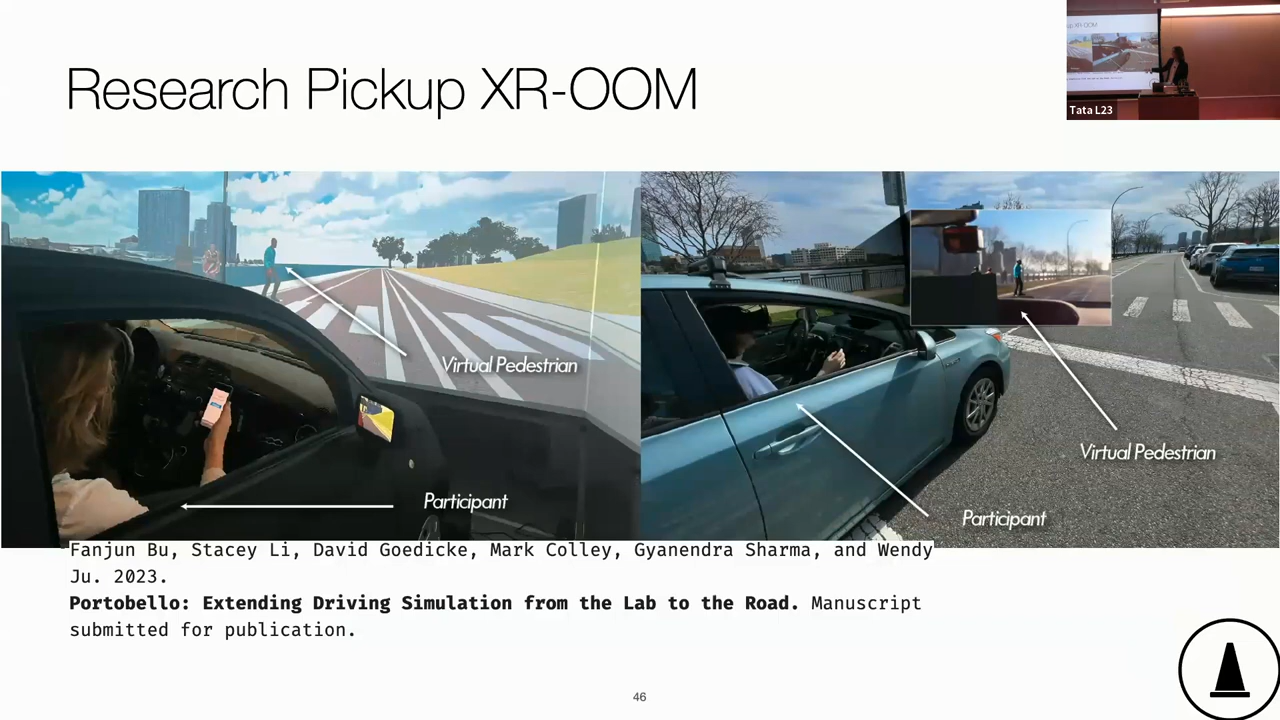 Research Pickup XR-OOM
Tata L23
Virtual Pedestrian
Participant
Virtual Pedestrian
Participant
Fanjun Bu, Stacey Li, David Goedicke, Mark Colley, Gyanendra Sharma, and Wendy
Ju. 2023.
Portobello: Extending Driving Simulation from the Lab to the Road. Manuscript
submitted for publication.
46